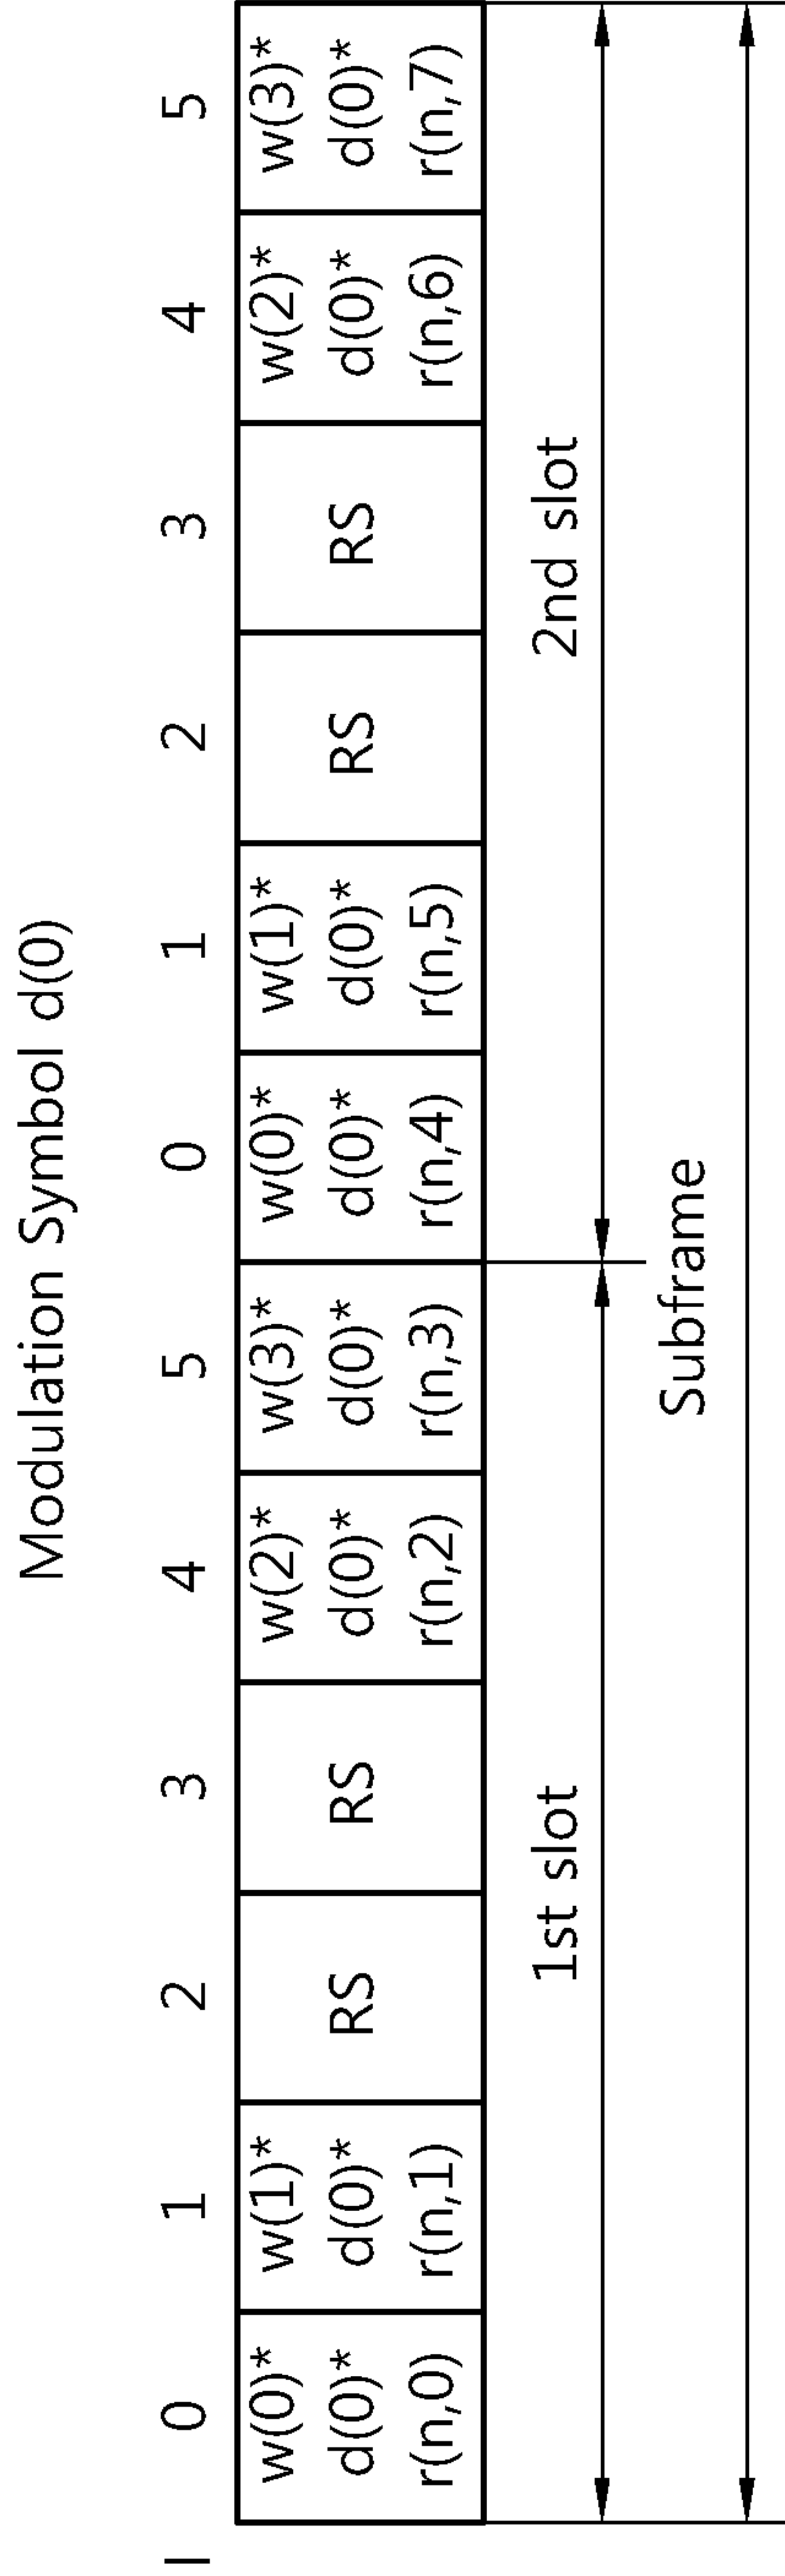 Modulation Symbol d(0)
l 0 1 2 3 4 5 0 1 2 3 4 5
w(0)* w(1)* RS RS w(2)* w(3)* w(0)* w(1)* RS RS w(2)* w(3)*
d(0)* d(0)* d(0)* d(0)* d(0)* d(0)* d(0)* d(0)*
r(n,0) r(n,1) r(n,2) r(n,3) r(n,4) r(n,5) r(n,6) r(n,7)
1st slot 2nd slot
Subframe